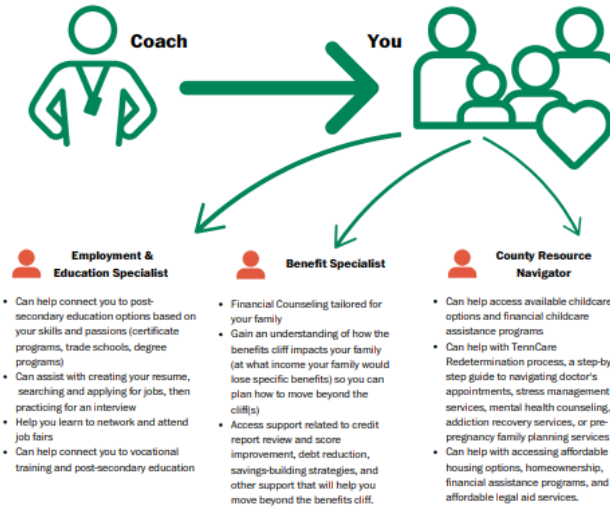 Coach
You
Employment &
Education Specialist
• Can help connect you to post-
secondary education options based on
your skills and passions (certificate
programs, trade schools, degree
programs)
• Can assist with creating your resume,
searching and applying for jobs, then
practicing for an interview
• Help you learn to network and attend
job fairs
• Can help connect you to vocational
training and post-secondary education
Benefit Specialist
• Financial Counseling tailored for
your family
• Gain an understanding of how the
benefits cliff impacts your family
(at what income your family would
lose specific benefits) so you can
plan how to move beyond the
cliff(s)
• Access support related to credit
report review and score
improvement, debt reduction,
savings-building strategies, and
other support that will help you
move beyond the benefits cliff.
County Resource
Navigator
• Can help access available childcare
options and financial childcare
assistance programs
• Can help with TennCare
Redetermination process, a step-by
step guide to navigating doctor's
appointments, stress management
services, mental health counseling,
addiction recovery services, or pre-
pregnancy family planning services
• Can help with accessing affordable
housing options, homeownership,
financial assistance programs, and
affordable legal aid services.